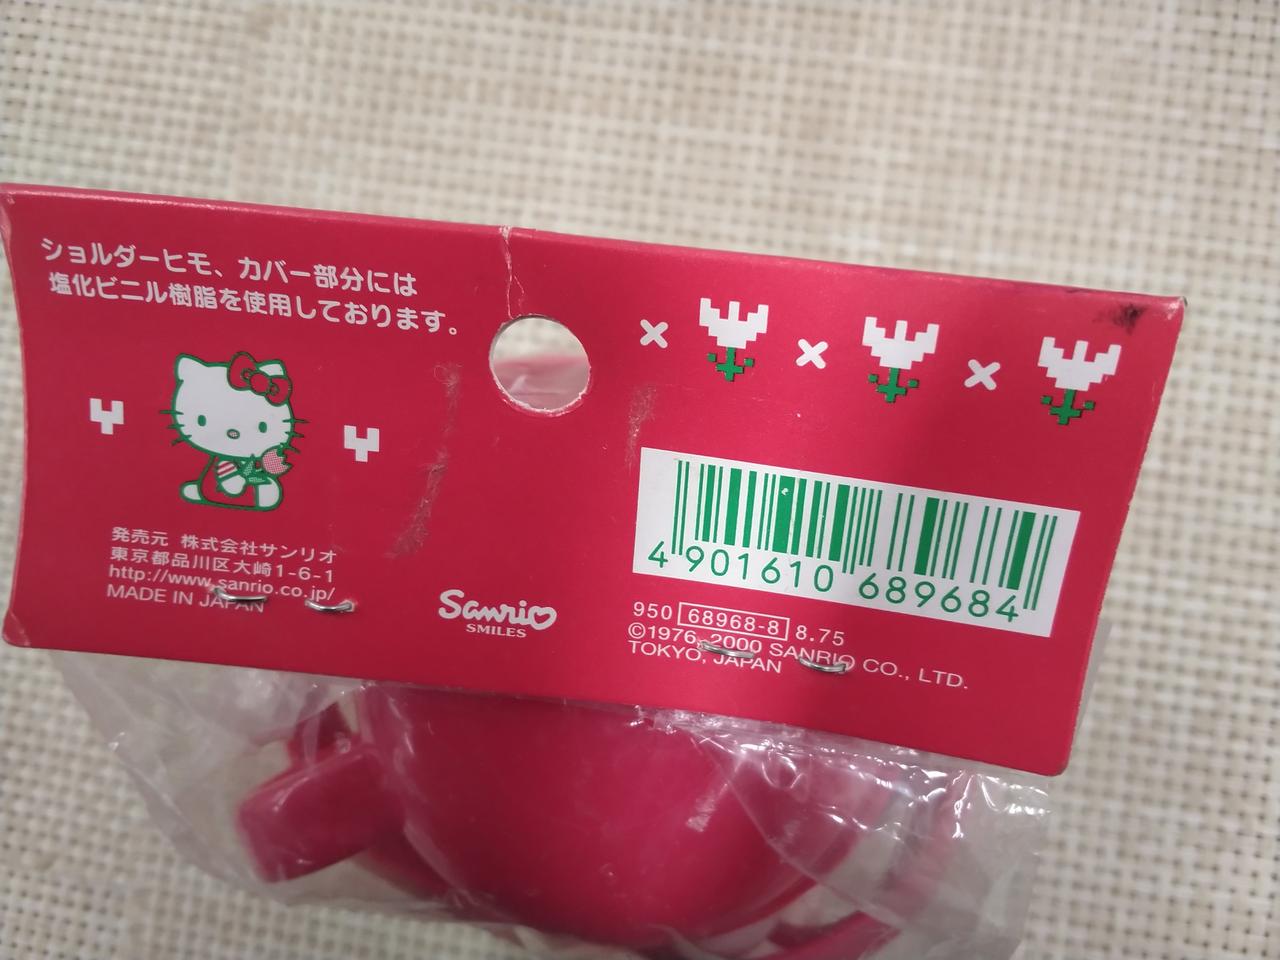 ショルダーヒモ、カバー部分には
塩化ビニル樹脂を使用しております。
発売元 株式会社サンリオ
東京都品川区大崎1-6-1
http://www.sanrio.co.jp/
MADE IN JAPAN
Sanrio
SMILES
4 901610 689684
950 68968-8 8.75
©1976, 2000 SANRIO CO., LTD.
TOKYO, JAPAN